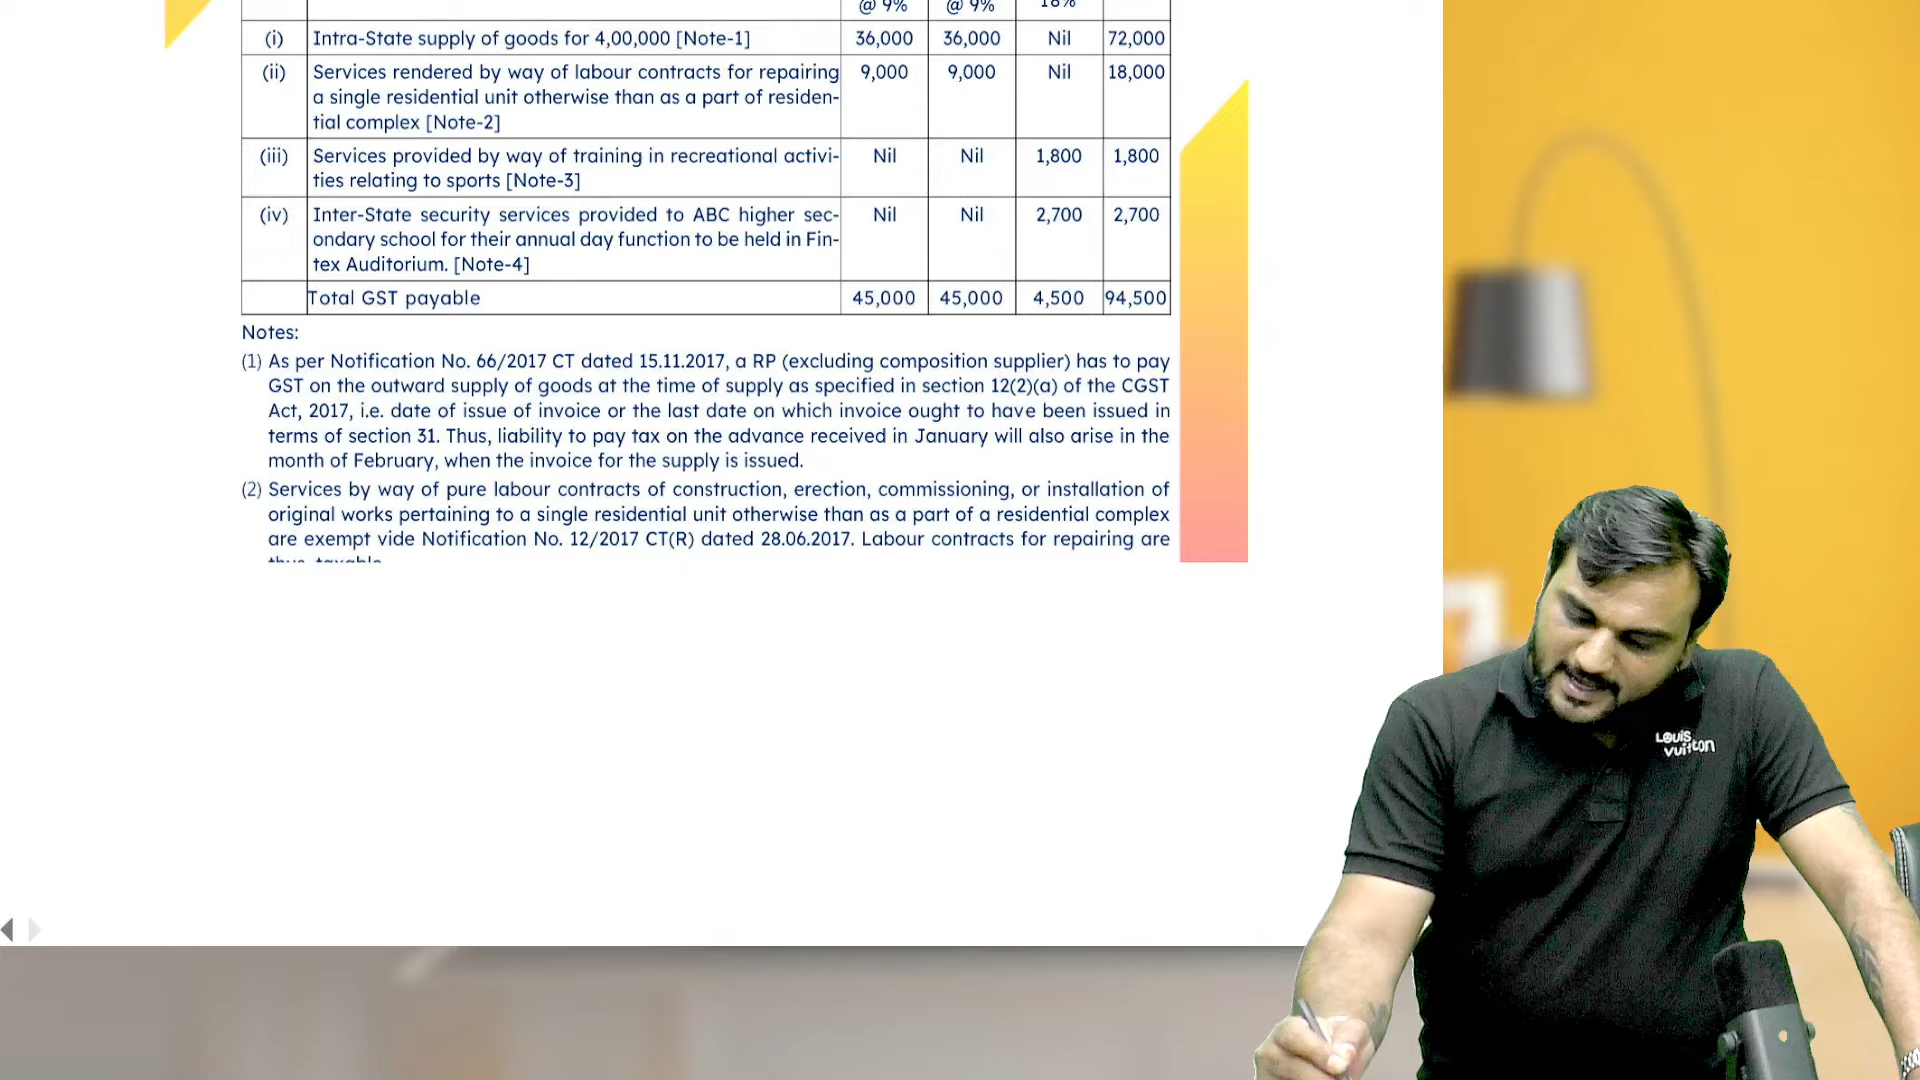 @ 9% @ 9% 18%
(i) Intra-State supply of goods for 4,00,000 [Note-1] 36,000 36,000 Nil 72,000
(ii) Services rendered by way of labour contracts for repairing 9,000 9,000 Nil 18,000
a single residential unit otherwise than as a part of residen-
tial complex [Note-2]
(iii) Services provided by way of training in recreational activi- Nil Nil 1,800 1,800
ties relating to sports [Note-3]
(iv) Inter-State security services provided to ABC higher sec- Nil Nil 2,700 2,700
ondary school for their annual day function to be held in Fin-
tex Auditorium. [Note-4]
Total GST payable 45,000 45,000 4,500 94,500
Notes:
(1) As per Notification No. 66/2017 CT dated 15.11.2017, a RP (excluding composition supplier) has to pay
GST on the outward supply of goods at the time of supply as specified in section 12(2)(a) of the CGST
Act, 2017, i.e. date of issue of invoice or the last date on which invoice ought to have been issued in
terms of section 31. Thus, liability to pay tax on the advance received in January will also arise in the
month of February, when the invoice for the supply is issued.
(2) Services by way of pure labour contracts of construction, erection, commissioning, or installation of
original works pertaining to a single residential unit otherwise than as a part of a residential complex
are exempt vide Notification No. 12/2017 CT(R) dated 28.06.2017. Labour contracts for repairing are
thus, taxable.
Louis
Vuitton